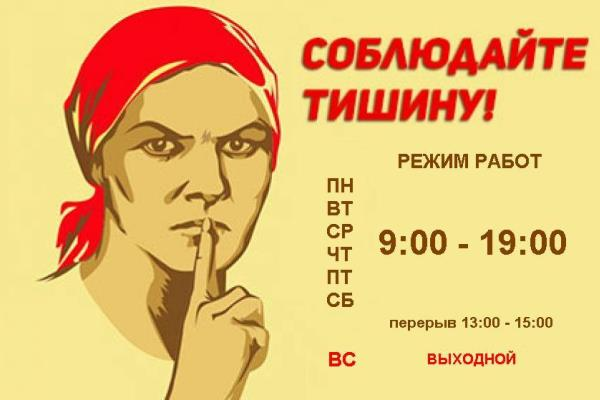 СОБЛЮДАЙТЕ
ТИШИНУ!
РЕЖИМ РАБОТ
ПН
ВТ
СР
ЧТ
ПТ
СБ
9:00 - 19:00
перерыв 13:00 - 15:00
ВС ВЫХОДНОЙ